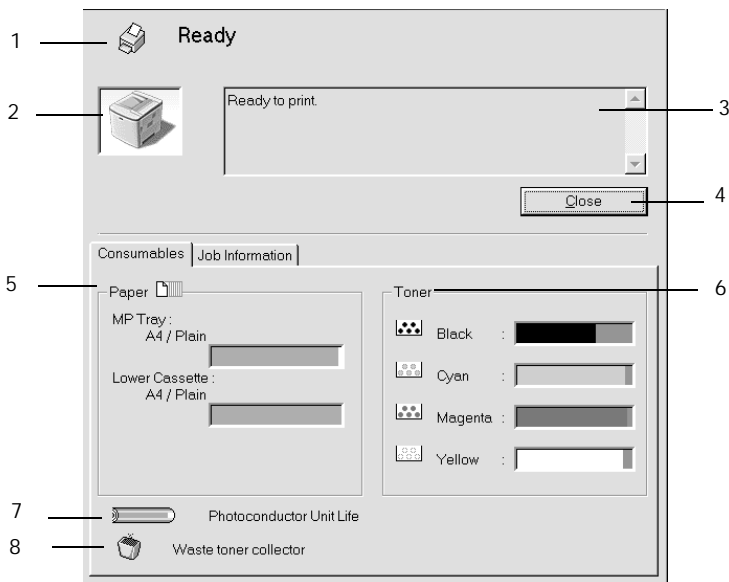 1
Ready
2
Ready to print.
3
Close
4
Consumables
Job Information
5
Paper
Toner
6
MP Tray :
A4 / Plain
Lower Cassette :
A4 / Plain
Black :
Cyan :
Magenta :
Yellow :
7
Photoconductor Unit Life
8
Waste toner collector